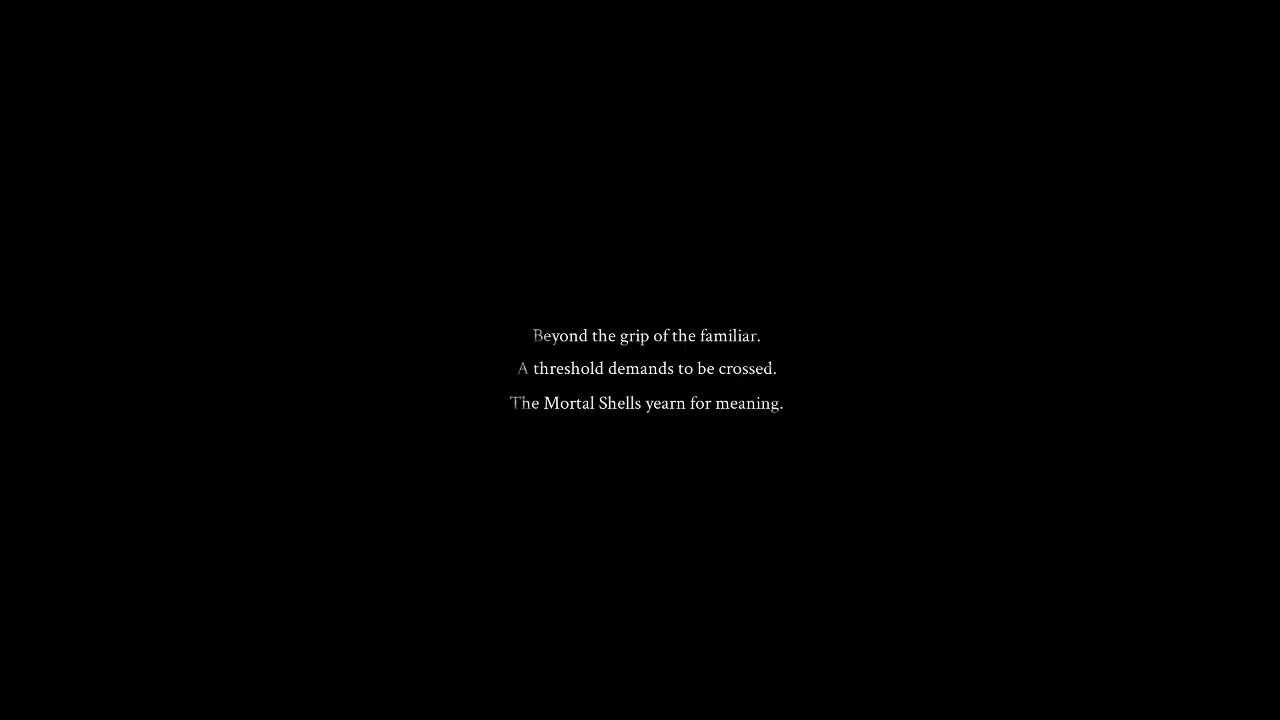 Beyond the grip of the familiar.
A threshold demands to be crossed.
The Mortal Shells yearn for meaning.